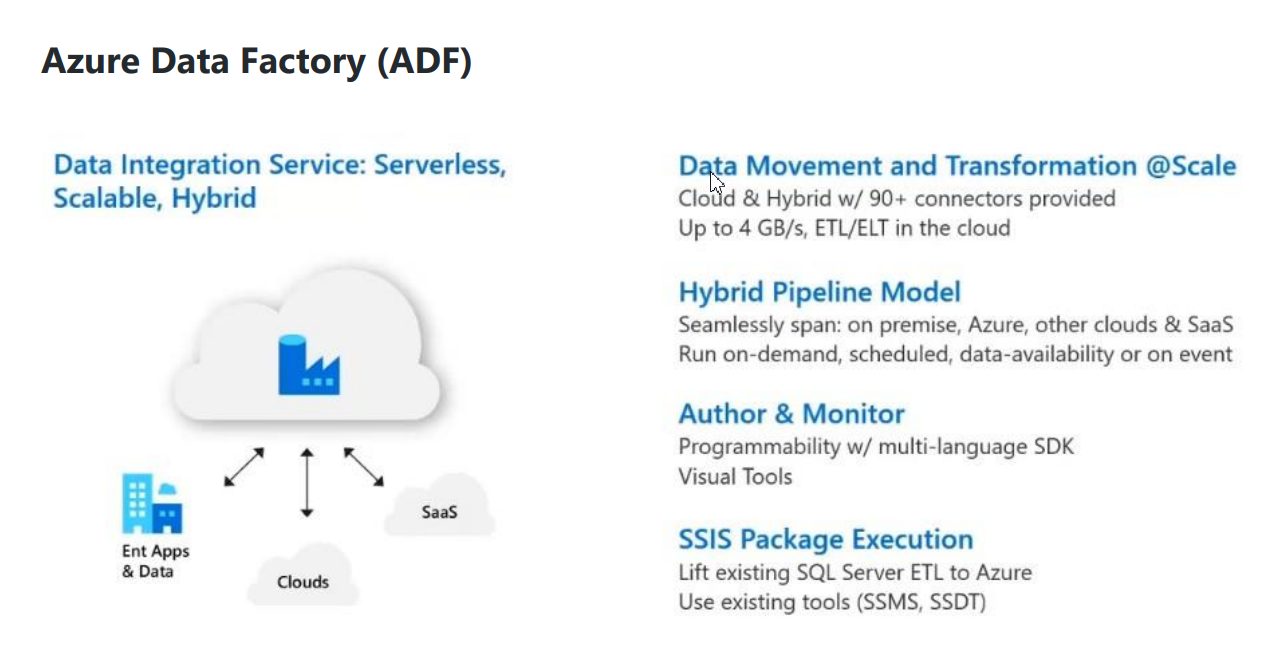 Azure Data Factory (ADF)
Data Integration Service: Serverless,
Scalable, Hybrid
Ent Apps
& Data
Clouds
SaaS
Data Movement and Transformation @Scale
Cloud & Hybrid w/ 90+ connectors provided
Up to 4 GB/s, ETL/ELT in the cloud
Hybrid Pipeline Model
Seamlessly span: on premise, Azure, other clouds & SaaS
Run on-demand, scheduled, data-availability or on event
Author & Monitor
Programmability w/ multi-language SDK
Visual Tools
SSIS Package Execution
Lift existing SQL Server ETL to Azure
Use existing tools (SSMS, SSDT)